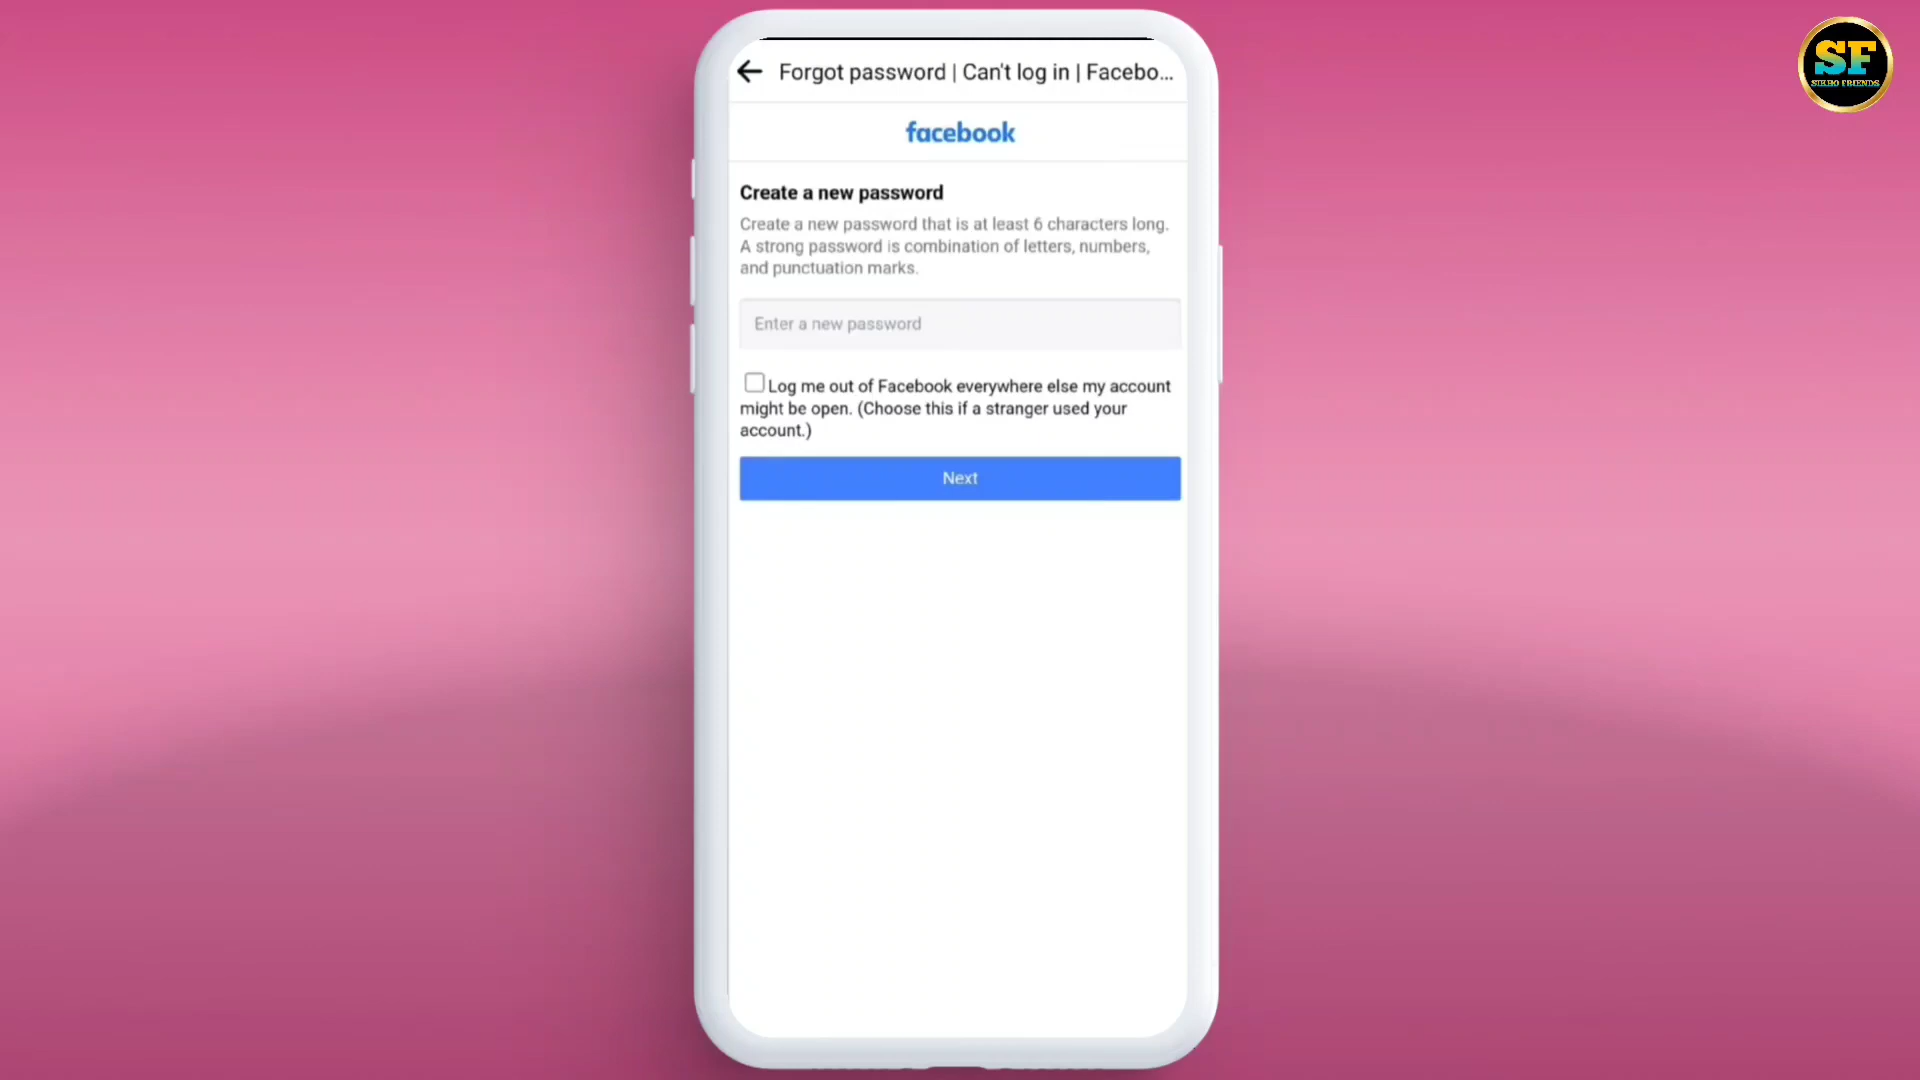 SF
SIKHO FRIENDS
Forgot password | Can't log in | Facebo...
facebook
Create a new password
Create a new password that is at least 6 characters long.
A strong password is combination of letters, numbers,
and punctuation marks.
Enter a new password
Log me out of Facebook everywhere else my account
might be open. (Choose this if a stranger used your
account.)
Next